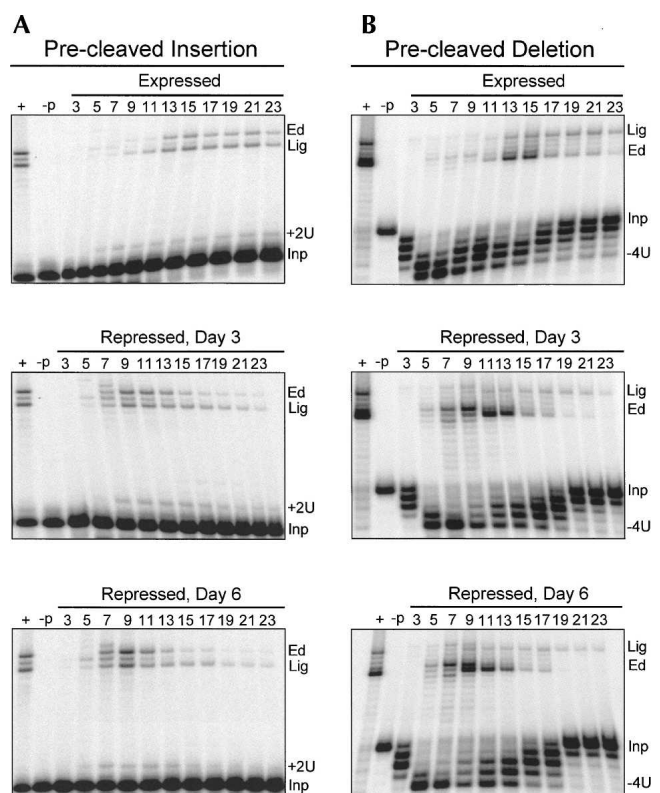 A
Pre-cleaved Insertion
Expressed
+ -p 3 5 7 9 11 13 15 17 19 21 23
Ed
Lig
+2U
Inp
Repressed, Day 3
+ -p 3 5 7 9 11 13 15 17 19 21 23
Ed
Lig
+2U
Inp
Repressed, Day 6
+ -p 3 5 7 9 11 13 15 17 19 21 23
Ed
Lig
+2U
Inp
B
Pre-cleaved Deletion
Expressed
+ -p 3 5 7 9 11 13 15 17 19 21 23
Lig
Ed
Inp
-4U
Repressed, Day 3
+ -p 3 5 7 9 11 13 15 17 19 21 23
Lig
Ed
Inp
-4U
Repressed, Day 6
+ -p 3 5 7 9 11 13 15 17 19 21 23
Lig
Ed
Inp
-4U